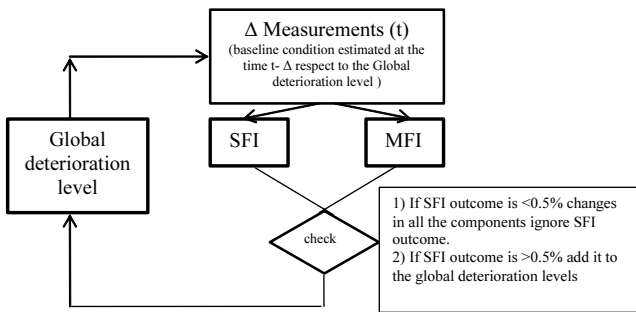 Δ Measurements (t)
(baseline condition estimated at the
time t- Δ respect to the Global
deterioration level )
Global
deterioration
level
SFI
MFI
check
1) If SFI outcome is <0.5% changes
in all the components ignore SFI
outcome.
2) If SFI outcome is >0.5% add it to
the global deterioration levels